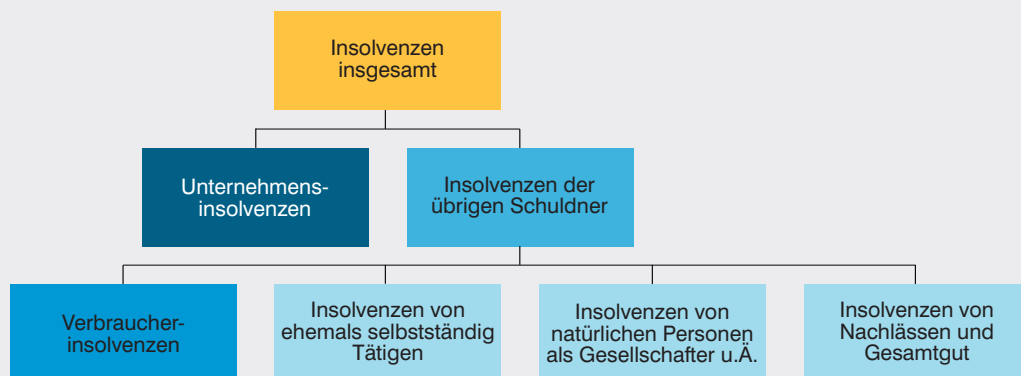 Insolvenzen
insgesamt
Unternehmens-
insolvenzen
Insolvenzen der
übrigen Schuldner
Verbraucher-
insolvenzen
Insolvenzen von
ehemals selbstständig
Tätigen
Insolvenzen von
natürlichen Personen
als Gesellschafter u.Ä.
Insolvenzen von
Nachlässen und
Gesamtgut